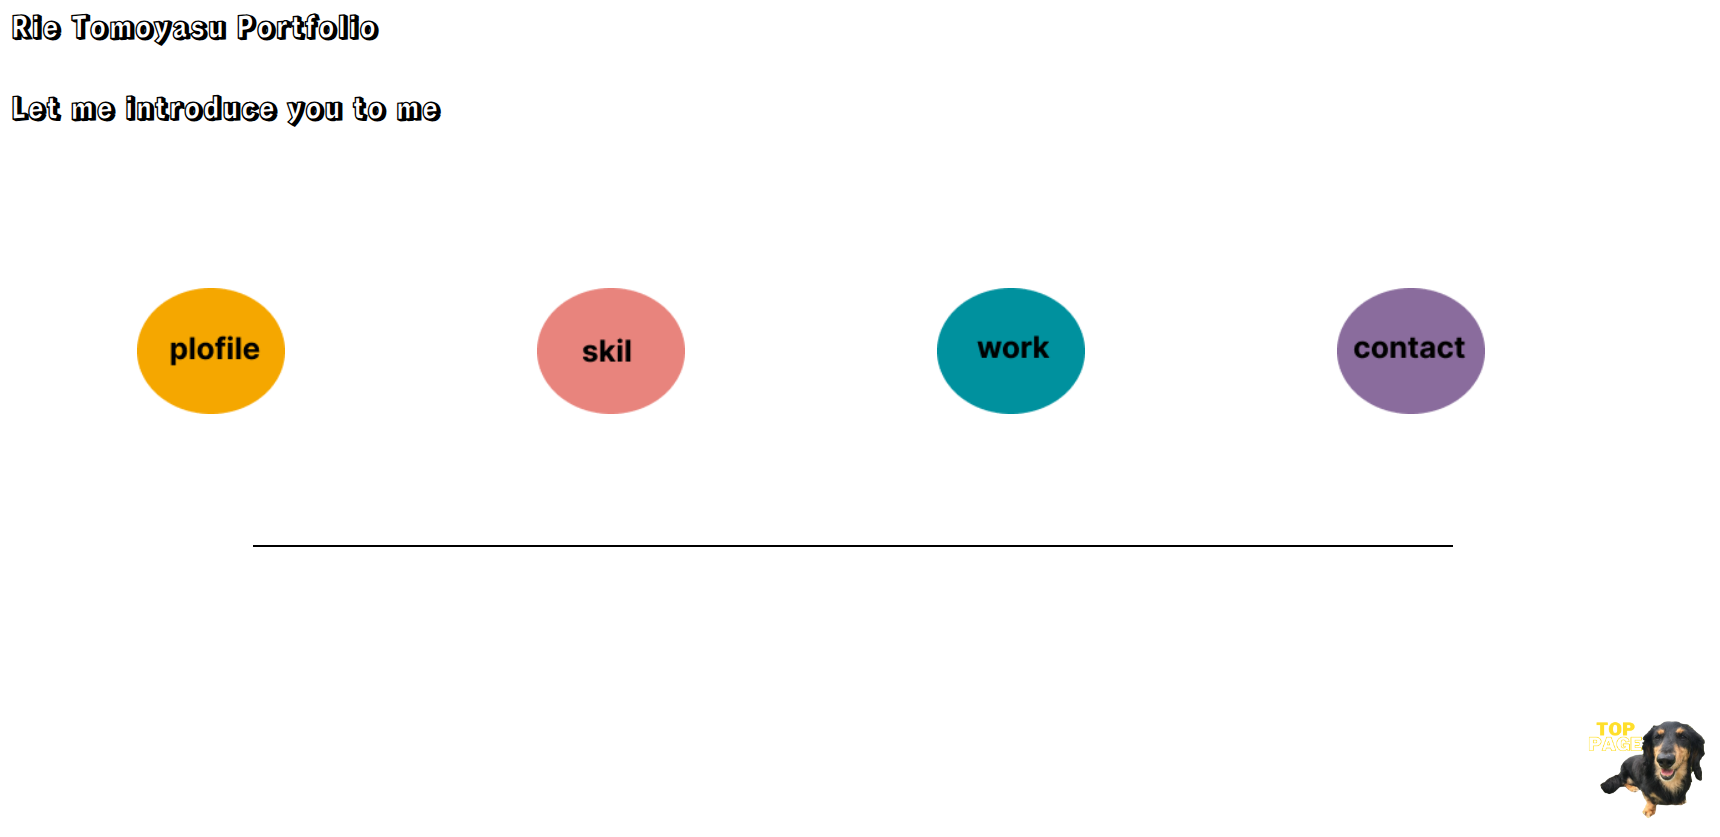 Rie Tomoyasu Portfolio
Let me introduce you to me
plofile
skil
work
contact
TOP
PAGE